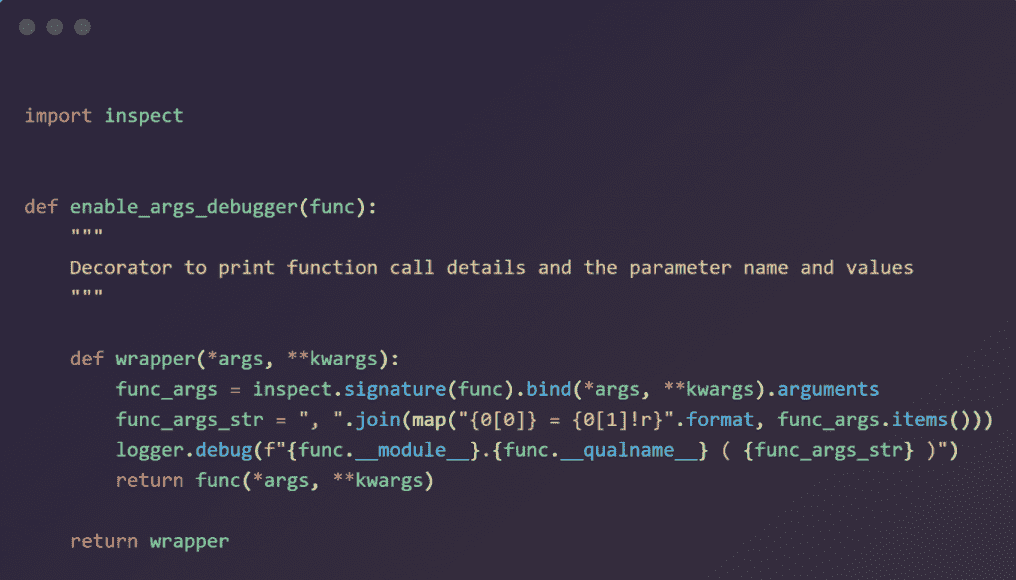 import inspect
def enable_args_debugger(func):
"""
Decorator to print function call details and the parameter name and values
"""
def wrapper(*args, **kwargs):
func_args = inspect.signature(func).bind(*args, **kwargs).arguments
func_args_str = ", ".join(map("{0[0]} = {0[1]!r}".format, func_args.items()))
logger.debug(f"{func.__module__}.{func.__qualname__} ( {func_args_str} )")
return func(*args, **kwargs)
return wrapper